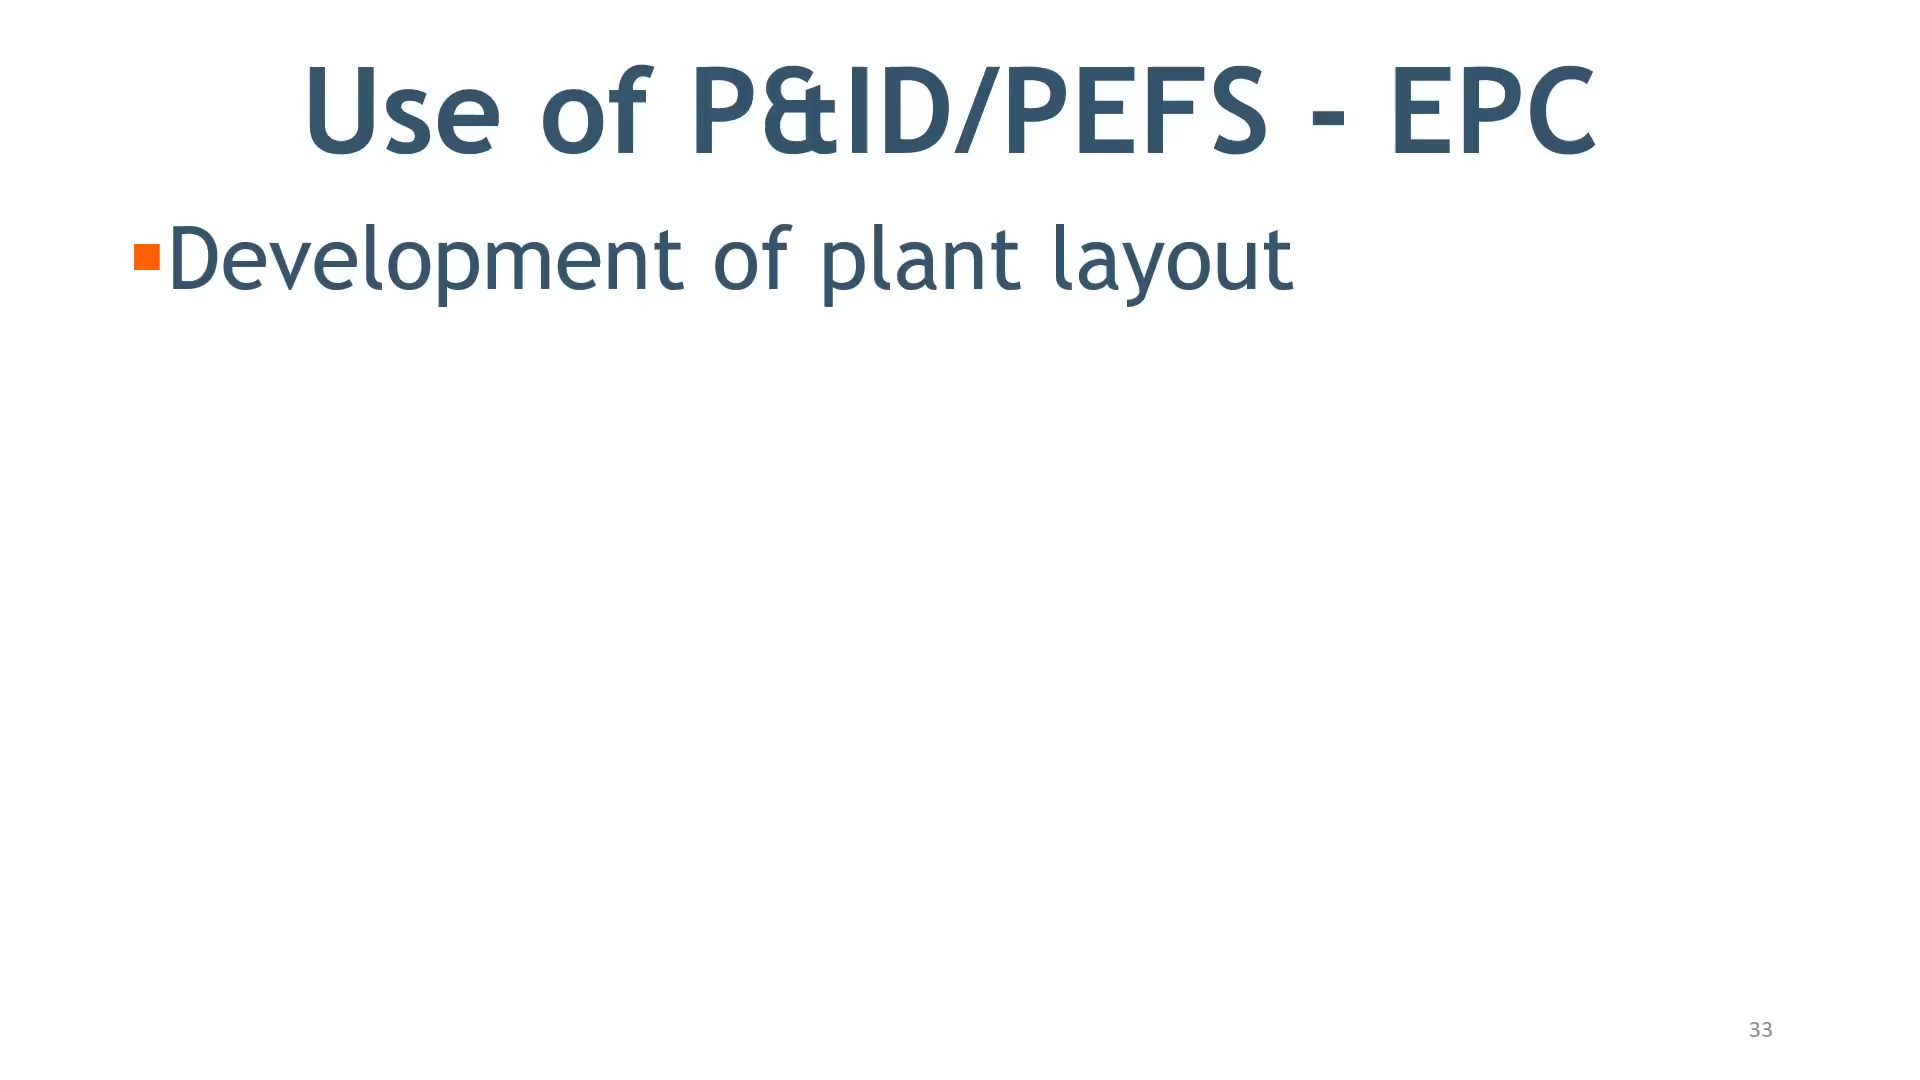 Use of P&ID/PEFS - EPC
▪Development of plant layout
33